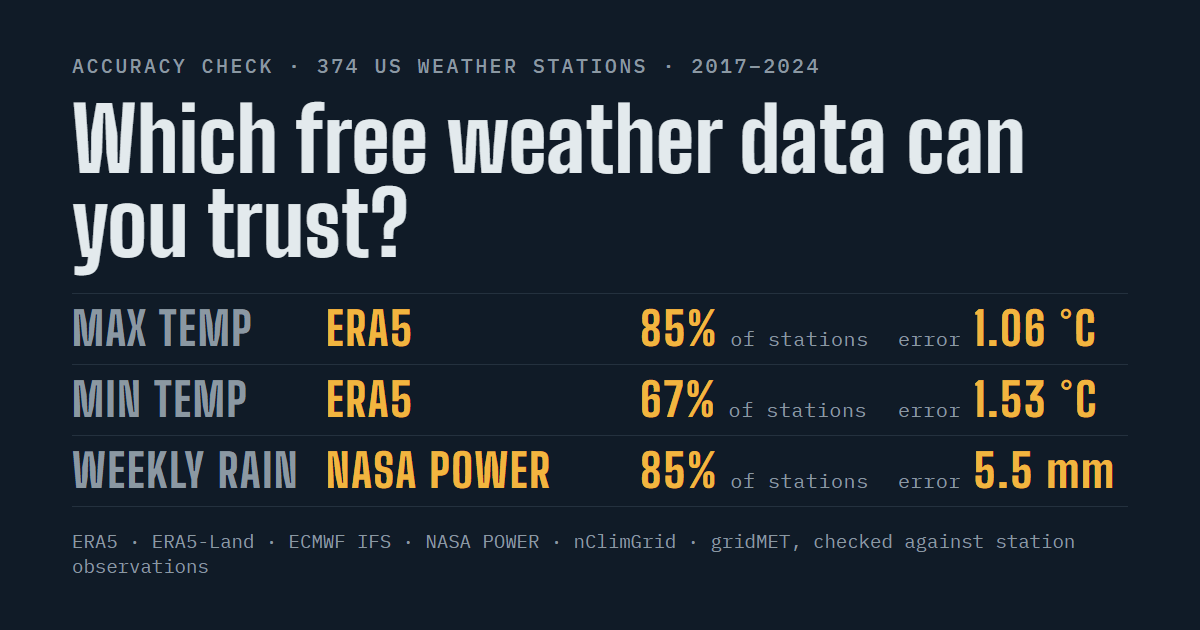 ACCURACY CHECK · 374 US WEATHER STATIONS · 2017–2024
Which free weather data can
you trust?
MAX TEMP ERA5 85% of stations error 1.06 °C
MIN TEMP ERA5 67% of stations error 1.53 °C
WEEKLY RAIN NASA POWER 85% of stations error 5.5 mm
ERA5 · ERA5-Land · ECMWF IFS · NASA POWER · nClimGrid · gridMET, checked against station
observations